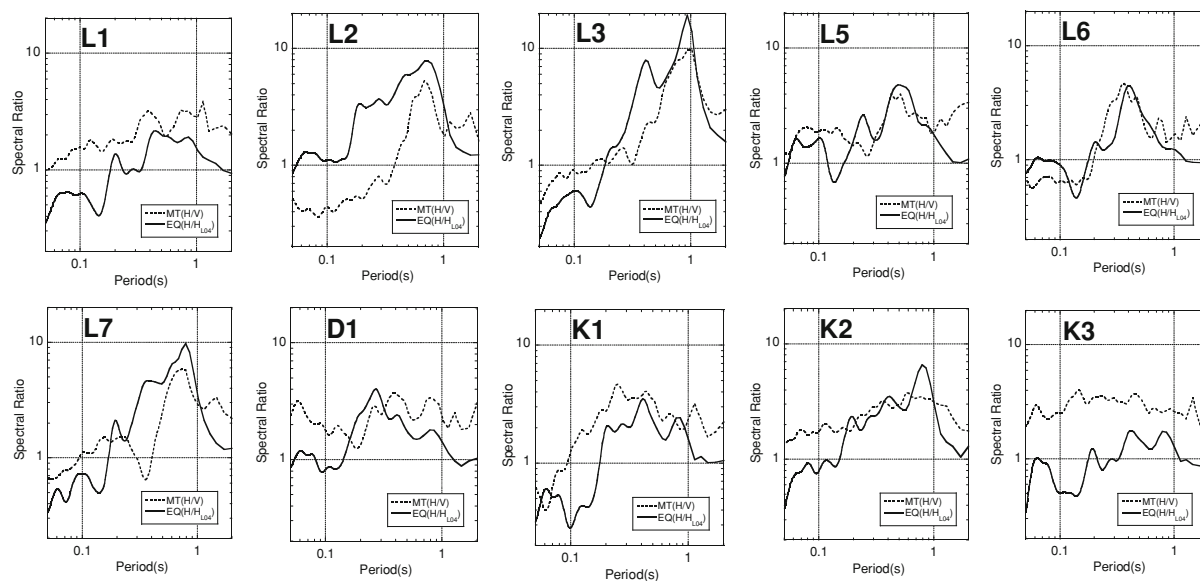 L1
10
1
Spectral Ratio
MT(H/V)
EQ(H/H_L04)
0.1
1
Period(s)
L2
10
1
Spectral Ratio
MT(H/V)
EQ(H/H_L04)
0.1
1
Period(s)
L3
10
1
Spectral Ratio
MT(H/V)
EQ(H/H_L04)
0.1
1
Period(s)
L5
10
1
Spectral Ratio
MT(H/V)
EQ(H/H_L04)
0.1
1
Period(s)
L6
10
1
Spectral Ratio
MT(H/V)
EQ(H/H_L04)
0.1
1
Period(s)
L7
10
1
Spectral Ratio
MT(H/V)
EQ(H/H_L04)
0.1
1
Period(s)
D1
10
1
Spectral Ratio
MT(H/V)
EQ(H/H_L04)
0.1
1
Period(s)
K1
10
1
Spectral Ratio
MT(H/V)
EQ(H/H_L04)
0.1
1
Period(s)
K2
10
1
Spectral Ratio
MT(H/V)
EQ(H/H_L04)
0.1
1
Period(s)
K3
10
1
Spectral Ratio
MT(H/V)
EQ(H/H_L04)
0.1
1
Period(s)